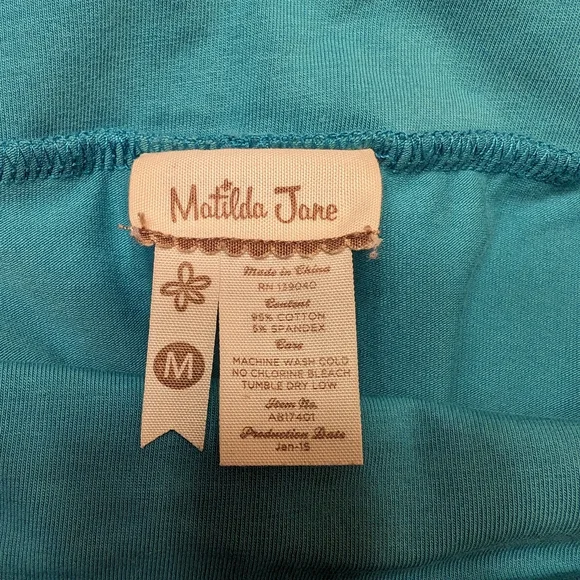 Matilda Jane
M
Made in China
RN 139040
Content
95% COTTON
5% SPANDEX
Care
MACHINE WASH COLD
NO CHLORINE BLEACH
TUMBLE DRY LOW
Item No.
AB17401
Production Date
Jan-15